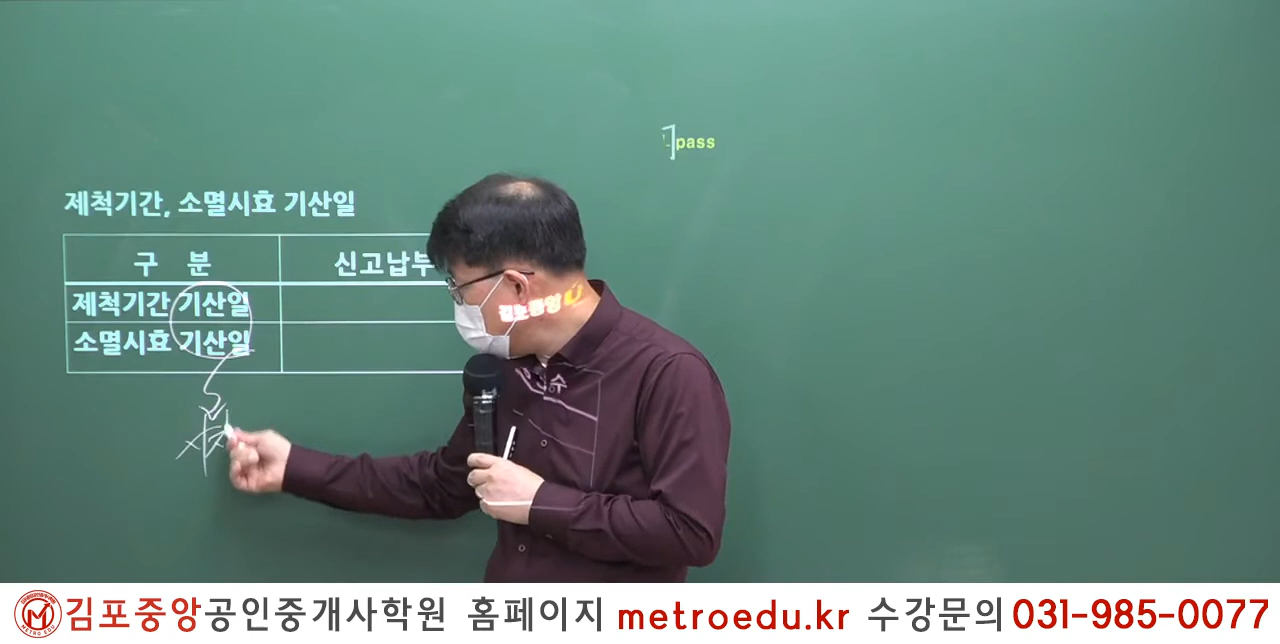 pass
제척기간, 소멸시효 기산일
구 분
신고납부
제척기간 기산일
소멸시효 기산일
김포중앙
수
METRO EDU
김포중앙공인중개사학원 홈페이지 metroedu.kr 수강문의 031-985-0077